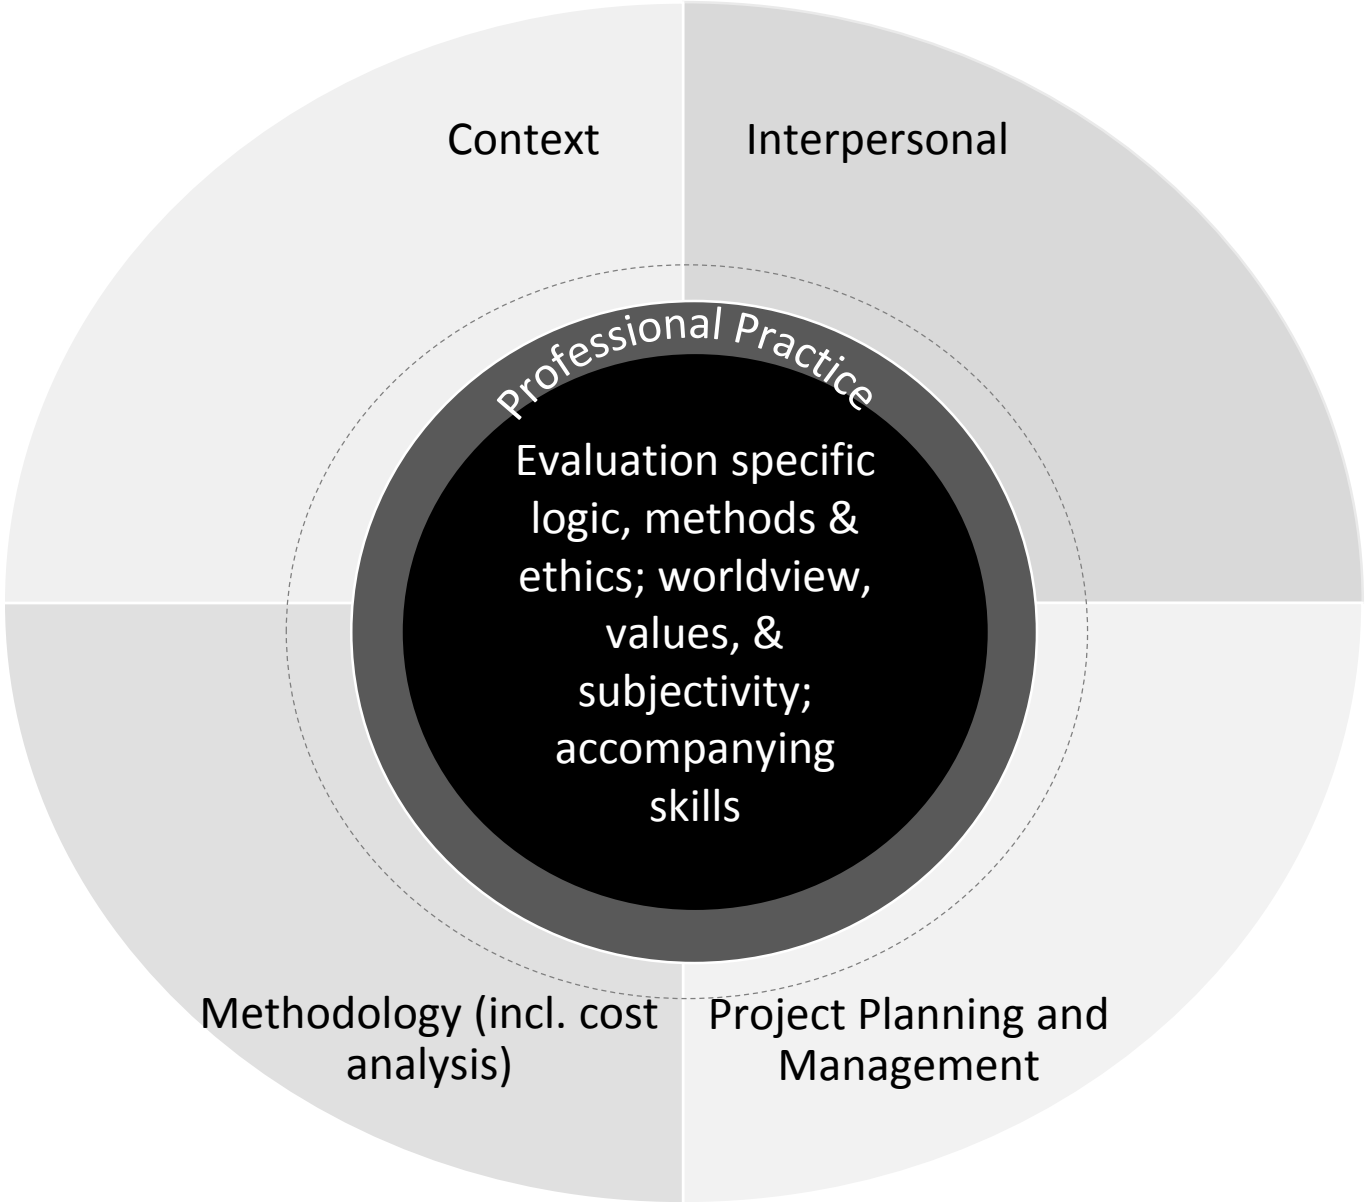 Context
Interpersonal
Professional Practice
Evaluation specific
logic, methods &
ethics; worldview,
values, &
subjectivity;
accompanying
skills
Methodology (incl. cost
analysis)
Project Planning and
Management